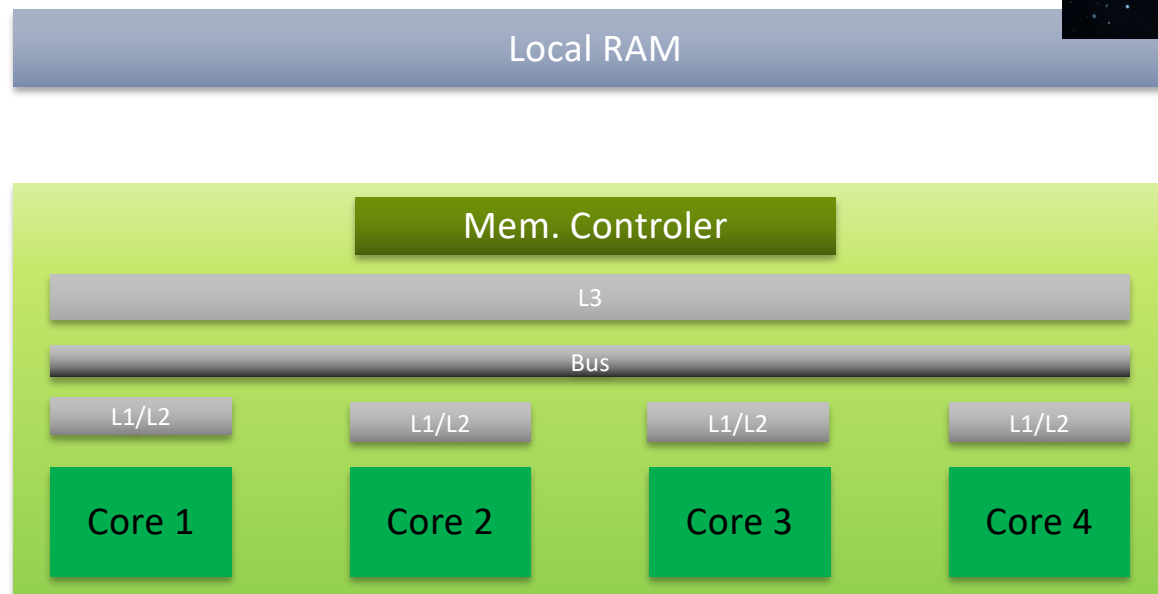 Local RAM
Mem. Controler
L3
Bus
L1/L2
L1/L2
L1/L2
L1/L2
Core 1
Core 2
Core 3
Core 4